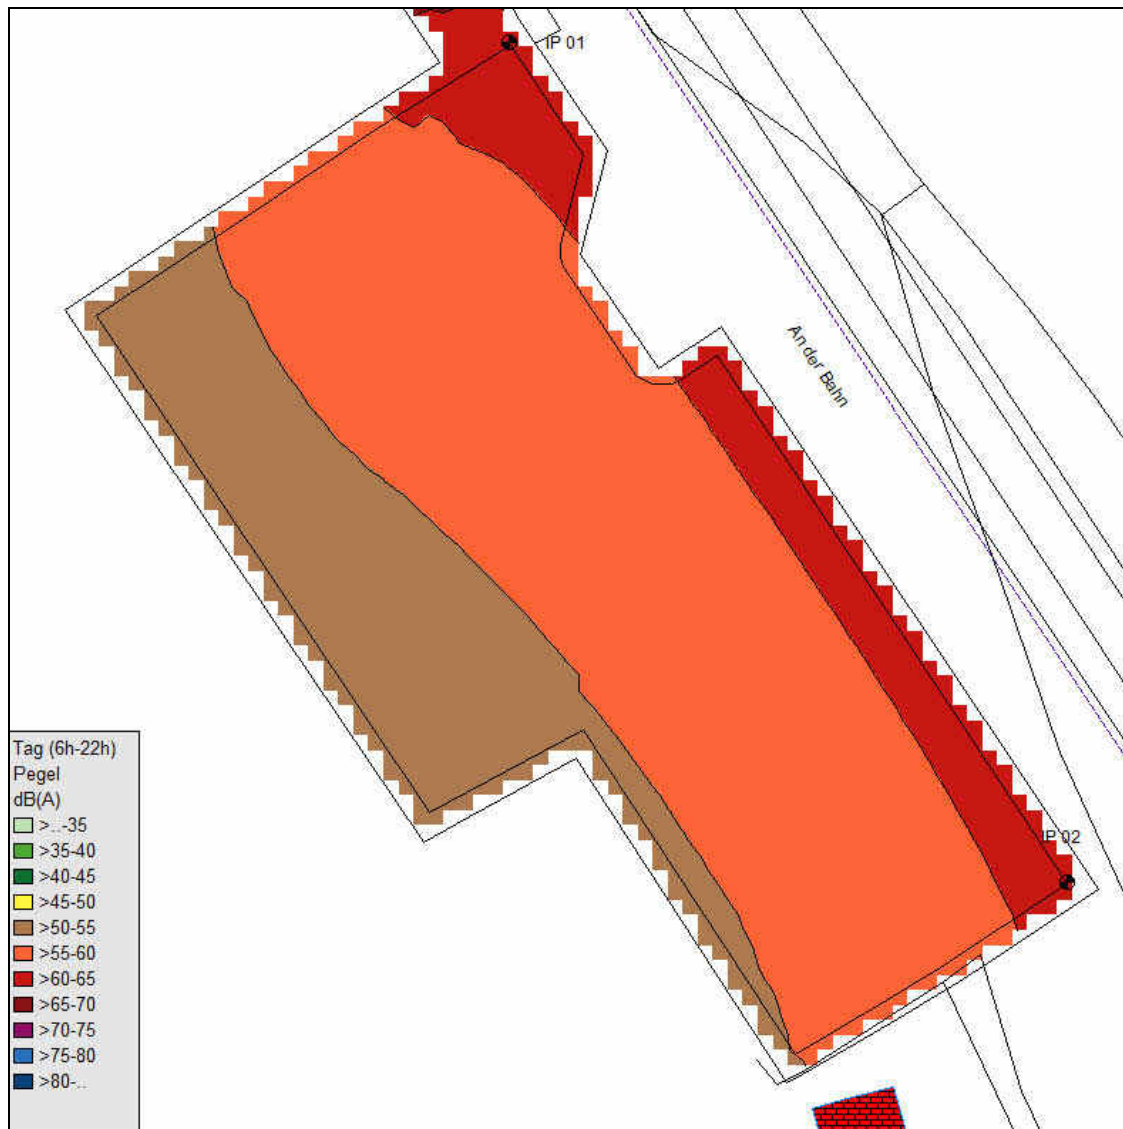 IP 01
An der Bahn
IP 02
Tag (6h-22h)
Pegel
dB(A)
>..-35
>35-40
>40-45
>45-50
>50-55
>55-60
>60-65
>65-70
>70-75
>75-80
>80-..